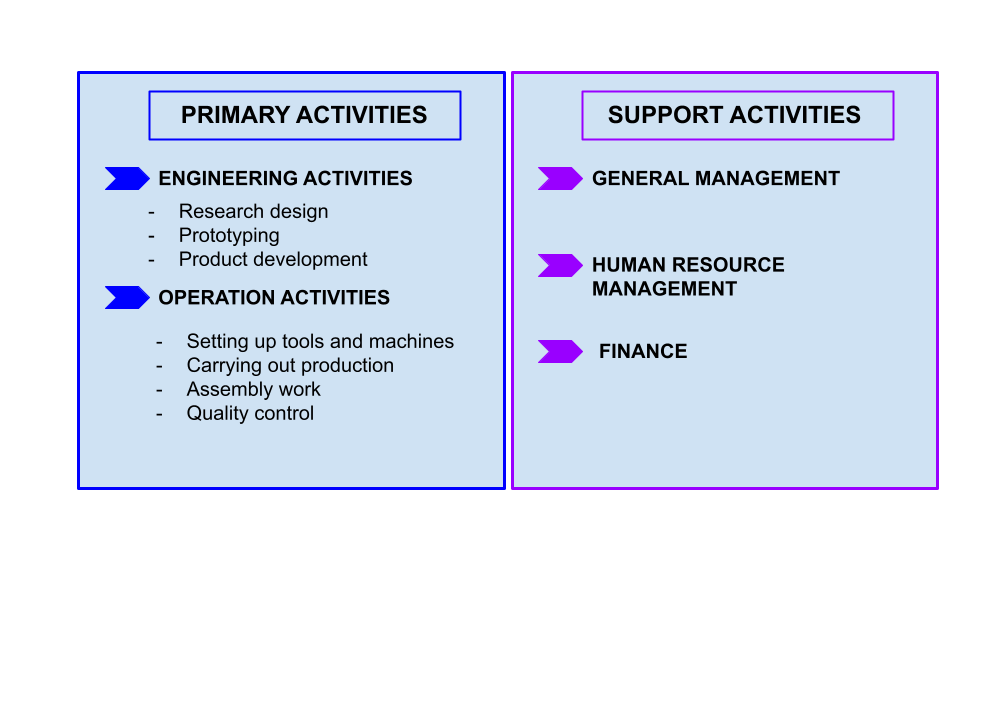 PRIMARY ACTIVITIES
ENGINEERING ACTIVITIES
- Research design
- Prototyping
- Product development
OPERATION ACTIVITIES
- Setting up tools and machines
- Carrying out production
- Assembly work
- Quality control
SUPPORT ACTIVITIES
GENERAL MANAGEMENT
HUMAN RESOURCE
MANAGEMENT
FINANCE